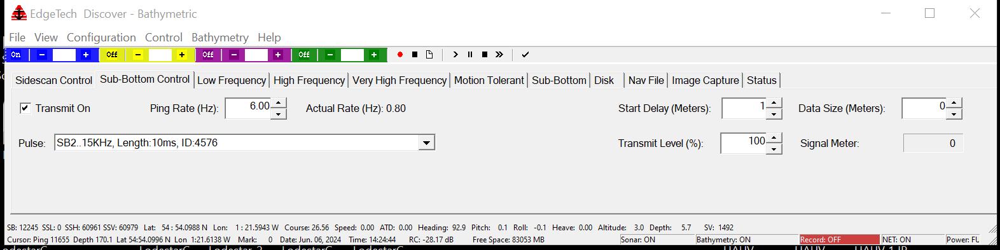 EdgeTech Discover - Bathymetric
File View Configuration Control Bathymetry Help
On Off Off Off
Sidescan Control Sub-Bottom Control Low Frequency High Frequency Very High Frequency Motion Tolerant Sub-Bottom Disk Nav File Image Capture Status
Transmit On Ping Rate (Hz): 6.00 Actual Rate (Hz): 0.80 Start Delay (Meters): 1 Data Size (Meters): 0
Pulse: SB2..15KHz, Length:10ms, ID:4576 Transmit Level (%): 100 Signal Meter: 0
SB: 12245 SSL: 0 SSH: 60961 SSV: 60979 Lat: 54 : 54.0988 N Lon: 1 : 21.5943 W Course: 26.56 Speed: 0.00 ATD: 0.00 Heading: 92.9 Pitch: 0.1 Roll: -0.1 Heave: 0.00 Altitude: 3.0 Depth: 5.7 SV: 1492
Cursor: Ping 11655 Depth 170.1 Lat 54:54.0996 N Lon 1:21.6138 W Mark: 0 Date: Jun. 06, 2024 Time: 14:24:44 RC: -28.17 dB Free Space: 83053 MB Sonar: ON Bathymetry: ON Record: OFF NET: ON Power: FU